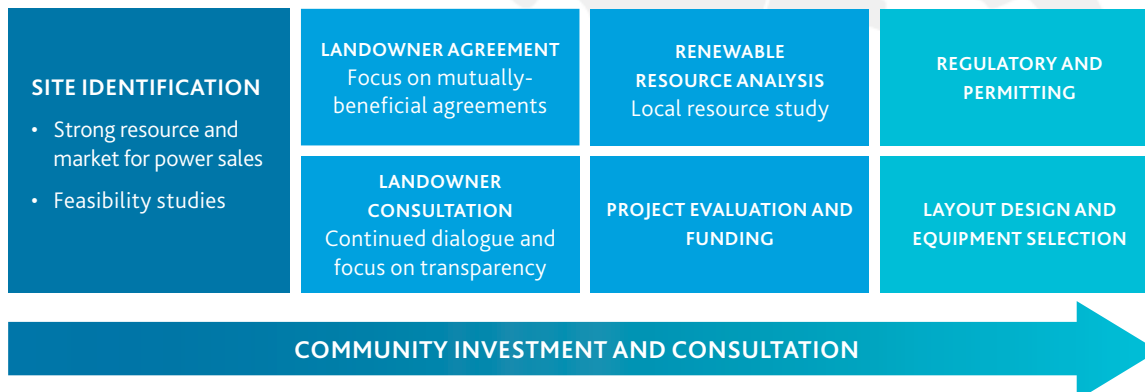 SITE IDENTIFICATION
• Strong resource and
market for power sales
• Feasibility studies
LANDOWNER AGREEMENT
Focus on mutually-
beneficial agreements
LANDOWNER
CONSULTATION
Continued dialogue and
focus on transparency
RENEWABLE
RESOURCE ANALYSIS
Local resource study
PROJECT EVALUATION AND
FUNDING
REGULATORY AND
PERMITTING
LAYOUT DESIGN AND
EQUIPMENT SELECTION
COMMUNITY INVESTMENT AND CONSULTATION